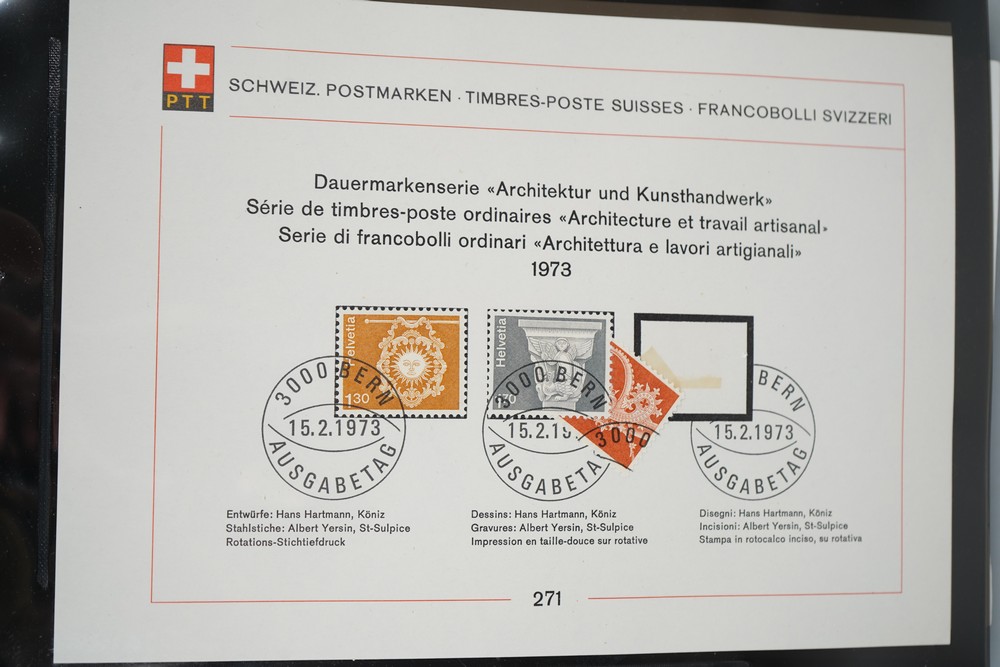 PTT
SCHWEIZ. POSTMARKEN · TIMBRES-POSTE SUISSES · FRANCOBOLLI SVIZZERI
Dauermarkenserie «Architektur und Kunsthandwerk»
Série de timbres-poste ordinaires «Architecture et travail artisanal»
Serie di francobolli ordinari «Architettura e lavori artigianali»
1973
Helvetia
130
3000 BERN
15.2.1973
AUSGABETAG
Helvetia
3000 BERN
15.2.19
AUSGABETA
3000
BERN
15.2.1973
AUSGABETAG
Entwürfe: Hans Hartmann, Köniz
Stahlstiche: Albert Yersin, St-Sulpice
Rotations-Stichtiefdruck
Dessins: Hans Hartmann, Köniz
Gravures: Albert Yersin, St-Sulpice
Impression en taille-douce sur rotative
Disegni: Hans Hartmann, Köniz
Incisioni: Albert Yersin, St-Sulpice
Stampa in rotocalco inciso, su rotativa
271